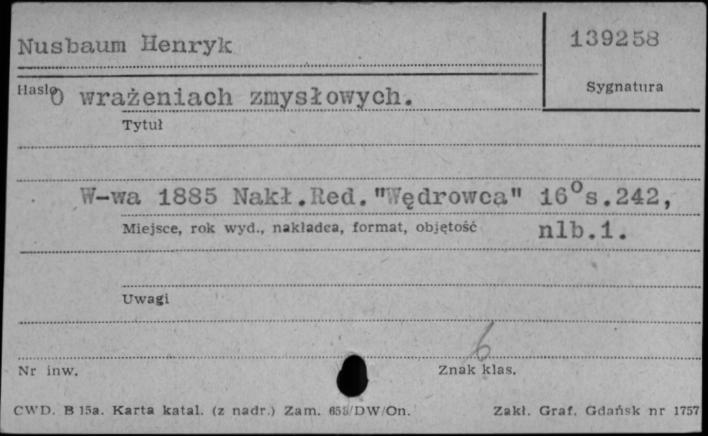 Nusbaum Henryk
139258
Hasło
Sygnatura
O wrażeniach zmysłowych.
Tytuł
W-wa 1885 Nakł.Red."Wędrowca" 16°s.242,
Miejsce, rok wyd., nakładca, format, objętość
nlb.1.
Uwagi
6
Nr inw.
Znak klas.
CWD. B 15a. Karta katal. (z nadr.) Zam. /DW/On.
Zakł. Graf. Gdańsk nr 1757